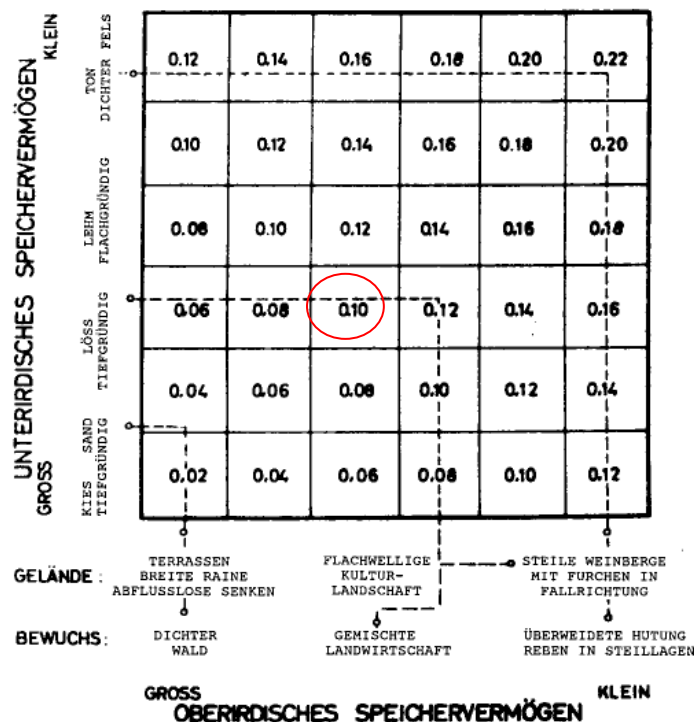 UNTERIRDISCHES SPEICHERVERMÖGEN
KLEIN
GROSS
TON
DICHTER FELS
LEHM
FLACHGRÜNDIG
LÖSS
TIEFGRÜNDIG
KIES SAND
TIEFGRÜNDIG
0.12 0.14 0.16 0.18 0.20 0.22
0.10 0.12 0.14 0.16 0.18 0.20
0.08 0.10 0.12 0.14 0.16 0.18
0.06 0.08 0.10 0.12 0.14 0.16
0.04 0.06 0.08 0.10 0.12 0.14
0.02 0.04 0.06 0.08 0.10 0.12
GELÄNDE :
TERRASSEN
BREITE RAINE
ABFLUSSLOSE SENKEN
FLACHWELLIGE
KULTUR-
LANDSCHAFT
STEILE WEINBERGE
MIT FURCHEN IN
FALLRICHTUNG
BEWUCHS:
DICHTER
WALD
GEMISCHTE
LANDWIRTSCHAFT
ÜBERWEIDETE HUTUNG
REBEN IN STEILLAGEN
GROSS
KLEIN
OBERIRDISCHES SPEICHERVERMÖGEN